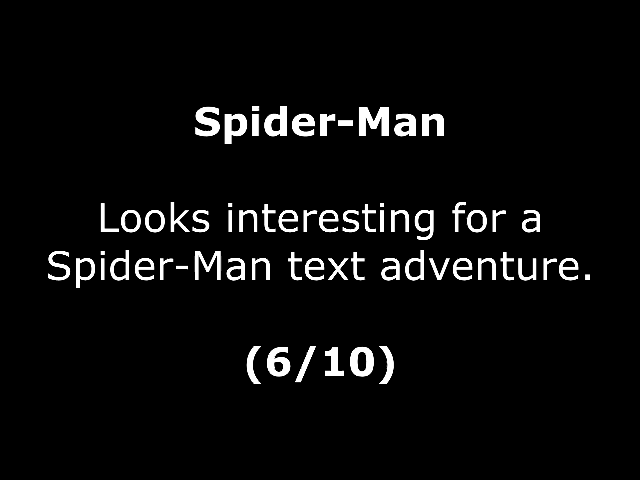 Spider-Man
Looks interesting for a
Spider-Man text adventure.
(6/10)